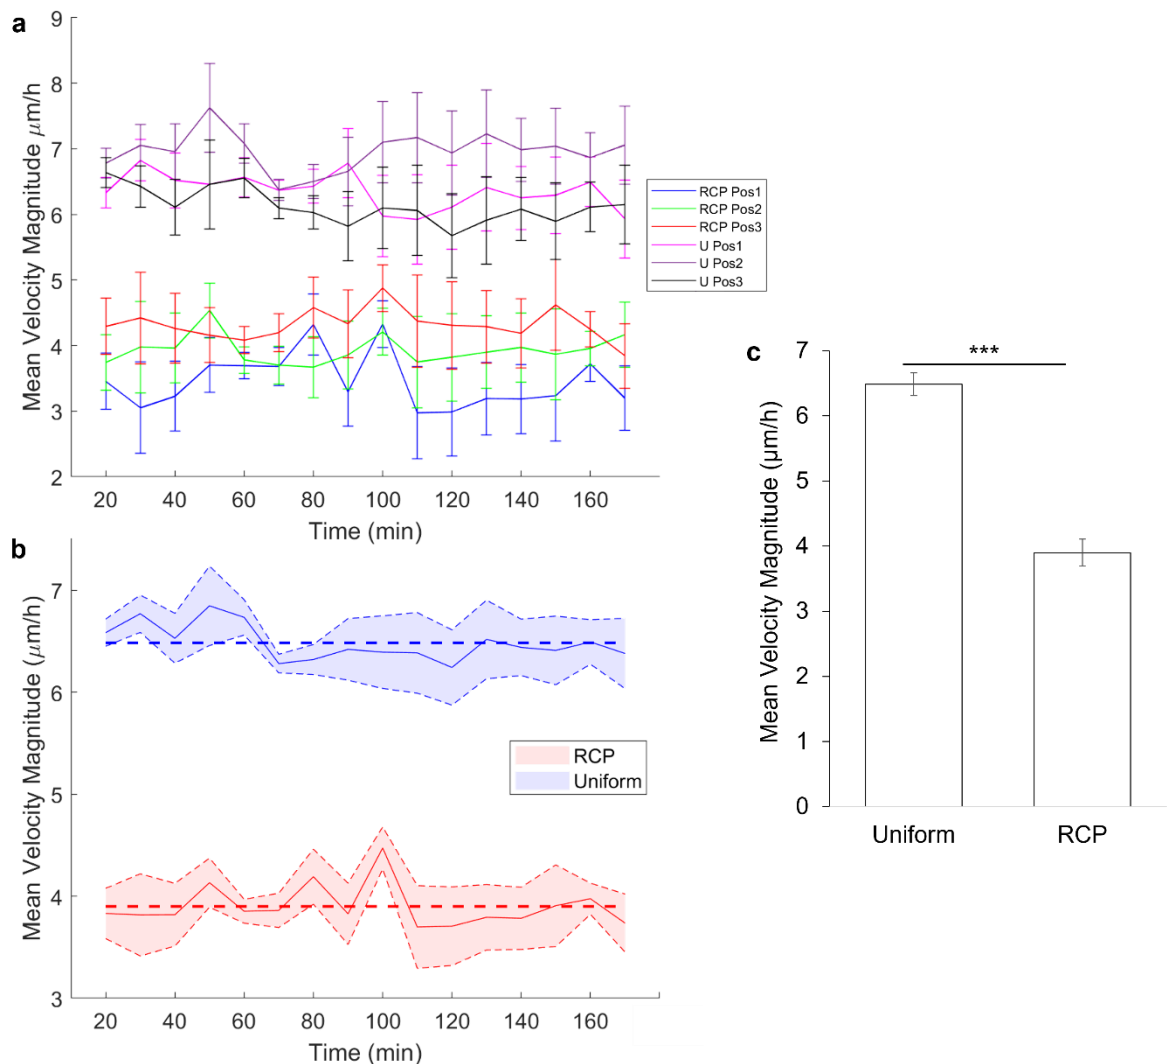 a
9
8
7
6
5
4
3
2
Mean Velocity Magnitude μm/h
20 40 60 80 100 120 140 160
Time (min)
RCP Pos1
RCP Pos2
RCP Pos3
U Pos1
U Pos2
U Pos3
b
7
6
5
4
3
Mean Velocity Magnitude (μm/h)
RCP
Uniform
20 40 60 80 100 120 140 160
Time (min)
c
7
6
5
4
3
2
1
0
Mean Velocity Magnitude (μm/h)
***
Uniform RCP